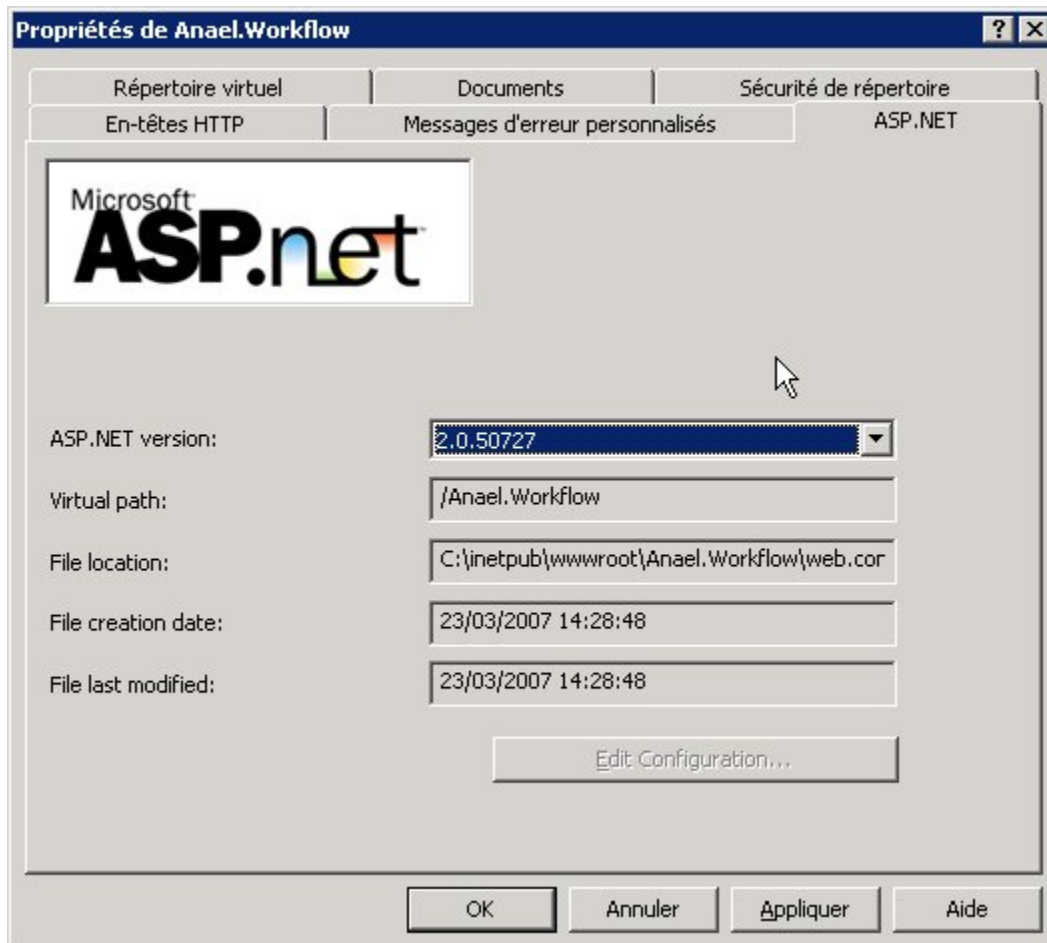 Propriétés de Anael.Workflow
Répertoire virtuel Documents Sécurité de répertoire
En-têtes HTTP Messages d'erreur personnalisés ASP.NET
Microsoft
ASP.net
ASP.NET version: 2.0.50727
Virtual path: /Anael.Workflow
File location: C:\inetpub\wwwroot\Anael.Workflow\web.cor
File creation date: 23/03/2007 14:28:48
File last modified: 23/03/2007 14:28:48
Edit Configuration...
OK Annuler Appliquer Aide